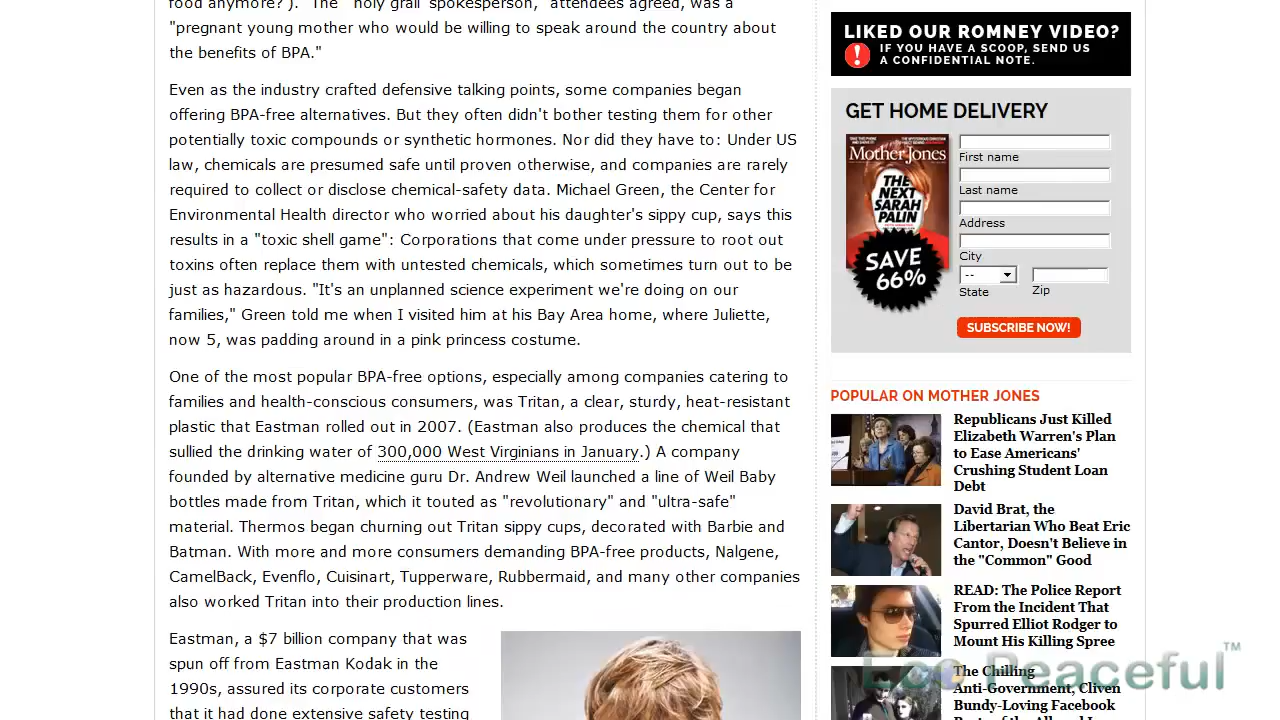 food anymore?"). The "holy grail spokesperson," attendees agreed, was a
"pregnant young mother who would be willing to speak around the country about
the benefits of BPA."
Even as the industry crafted defensive talking points, some companies began
offering BPA-free alternatives. But they often didn't bother testing them for other
potentially toxic compounds or synthetic hormones. Nor did they have to: Under US
law, chemicals are presumed safe until proven otherwise, and companies are rarely
required to collect or disclose chemical-safety data. Michael Green, the Center for
Environmental Health director who worried about his daughter's sippy cup, says this
results in a "toxic shell game": Corporations that come under pressure to root out
toxins often replace them with untested chemicals, which sometimes turn out to be
just as hazardous. "It's an unplanned science experiment we're doing on our
families," Green told me when I visited him at his Bay Area home, where Juliette,
now 5, was padding around in a pink princess costume.
One of the most popular BPA-free options, especially among companies catering to
families and health-conscious consumers, was Tritan, a clear, sturdy, heat-resistant
plastic that Eastman rolled out in 2007. (Eastman also produces the chemical that
sullied the drinking water of 300,000 West Virginians in January.) A company
founded by alternative medicine guru Dr. Andrew Weil launched a line of Weil Baby
bottles made from Tritan, which it touted as "revolutionary" and "ultra-safe"
material. Thermos began churning out Tritan sippy cups, decorated with Barbie and
Batman. With more and more consumers demanding BPA-free products, Nalgene,
CamelBack, Evenflo, Cuisinart, Tupperware, Rubbermaid, and many other companies
also worked Tritan into their production lines.
Eastman, a $7 billion company that was
spun off from Eastman Kodak in the
1990s, assured its corporate customers
that it had done extensive safety testing
LIKED OUR ROMNEY VIDEO?
! IF YOU HAVE A SCOOP, SEND US
A CONFIDENTIAL NOTE.
GET HOME DELIVERY
Mother Jones
THE
NEXT
SARAH
PALIN
SAVE
66%
First name
Last name
Address
City
--
State Zip
SUBSCRIBE NOW!
POPULAR ON MOTHER JONES
Republicans Just Killed
Elizabeth Warren's Plan
to Ease Americans'
Crushing Student Loan
Debt
David Brat, the
Libertarian Who Beat Eric
Cantor, Doesn't Believe in
the "Common" Good
READ: The Police Report
From the Incident That
Spurred Elliot Rodger to
Mount His Killing Spree
The Chilling
Anti-Government, Cliven
Bundy-Loving Facebook
Peaceful™